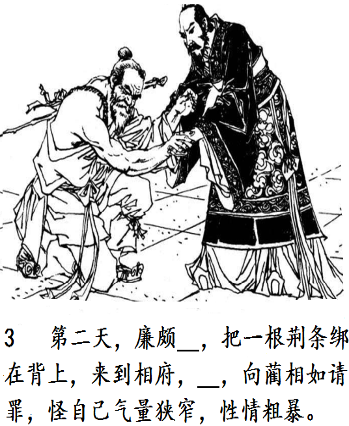 3 第二天，廉颇__，把一根荆条绑
在背上，来到相府，__，向蔺相如请
罪，怪自己气量狭窄，性情粗暴。